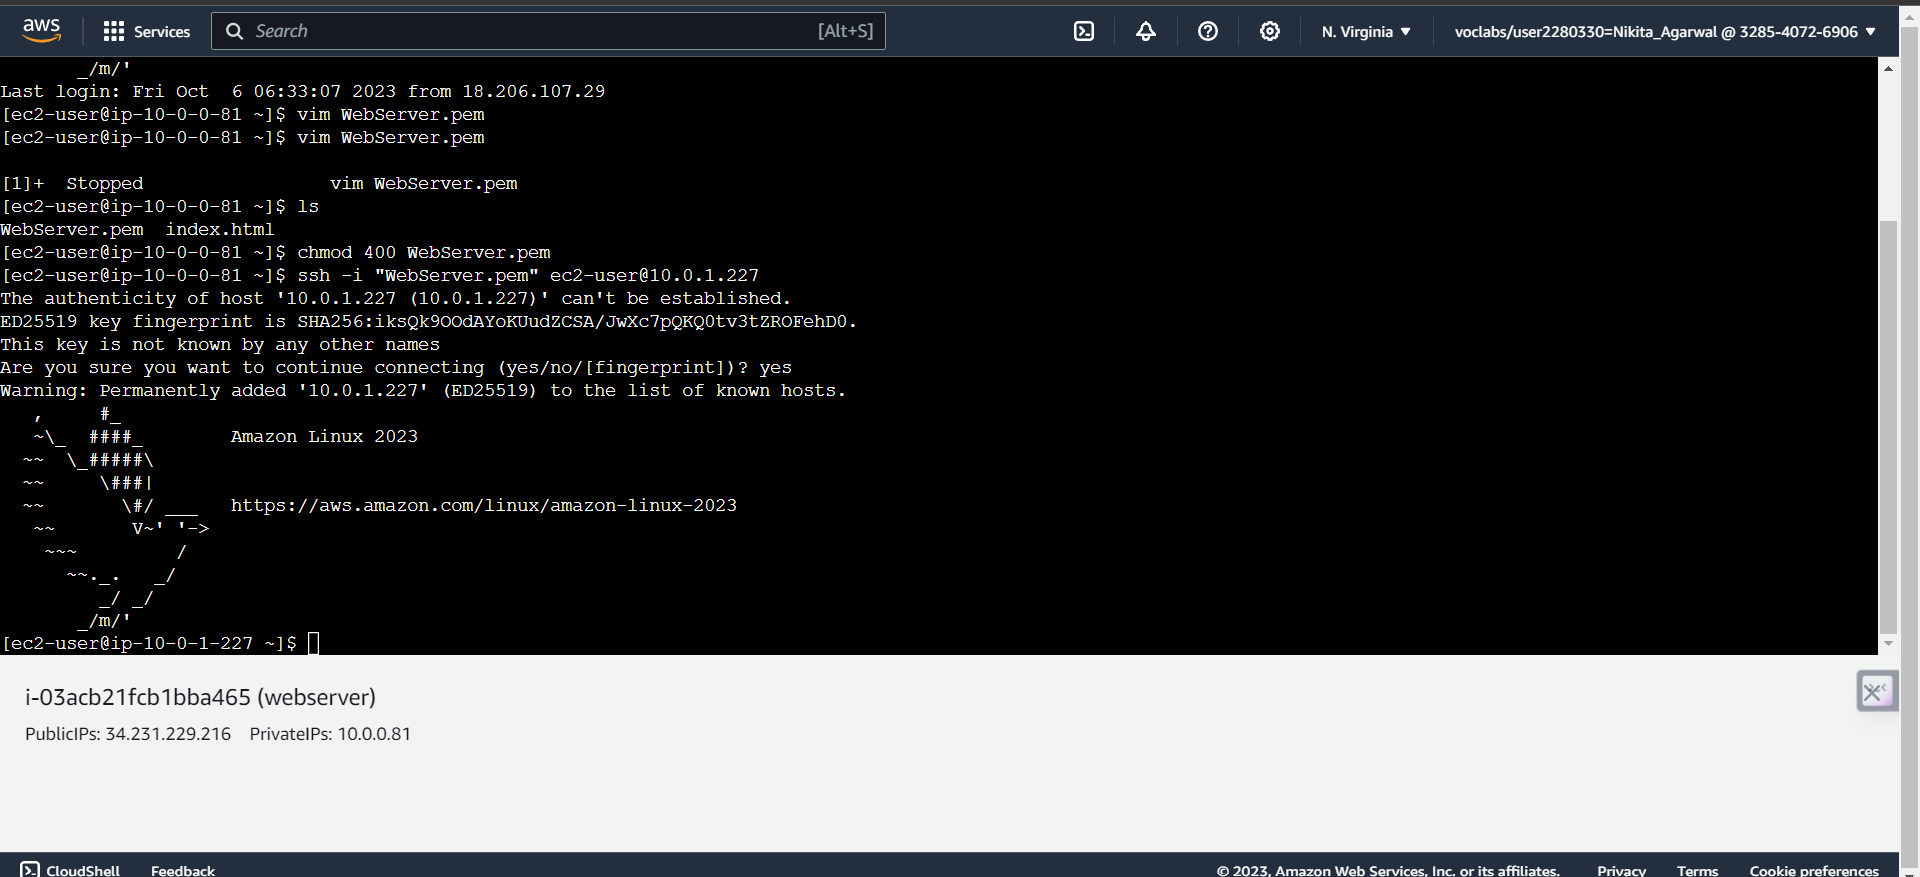 aws Services Search [Alt+S] N. Virginia ▼ voclabs/user2280330=Nikita_Agarwal @ 3285-4072-6906 ▼
       _/m/'
Last login: Fri Oct  6 06:33:07 2023 from 18.206.107.29
[ec2-user@ip-10-0-0-81 ~]$ vim WebServer.pem
[ec2-user@ip-10-0-0-81 ~]$ vim WebServer.pem
[1]+  Stopped                 vim WebServer.pem
[ec2-user@ip-10-0-0-81 ~]$ ls
WebServer.pem  index.html
[ec2-user@ip-10-0-0-81 ~]$ chmod 400 WebServer.pem
[ec2-user@ip-10-0-0-81 ~]$ ssh -i "WebServer.pem" ec2-user@10.0.1.227
The authenticity of host '10.0.1.227 (10.0.1.227)' can't be established.
ED25519 key fingerprint is SHA256:iksQk9OOdAYoKUudZCSA/JwXc7pQKQ0tv3tZROFehD0.
This key is not known by any other names
Are you sure you want to continue connecting (yes/no/[fingerprint])? yes
Warning: Permanently added '10.0.1.227' (ED25519) to the list of known hosts.
   ,     #_
   ~\_  ####_        Amazon Linux 2023
  ~~  \_#####\
  ~~     \###|
  ~~       \#/ ___   https://aws.amazon.com/linux/amazon-linux-2023
   ~~       V~' '->
    ~~~         /
      ~~._.   _/
         _/ _/
       _/m/'
[ec2-user@ip-10-0-1-227 ~]$
i-03acb21fcb1bba465 (webserver)
PublicIPs: 34.231.229.216 PrivateIPs: 10.0.0.81
CloudShell Feedback © 2023, Amazon Web Services, Inc. or its affiliates. Privacy Terms Cookie preferences